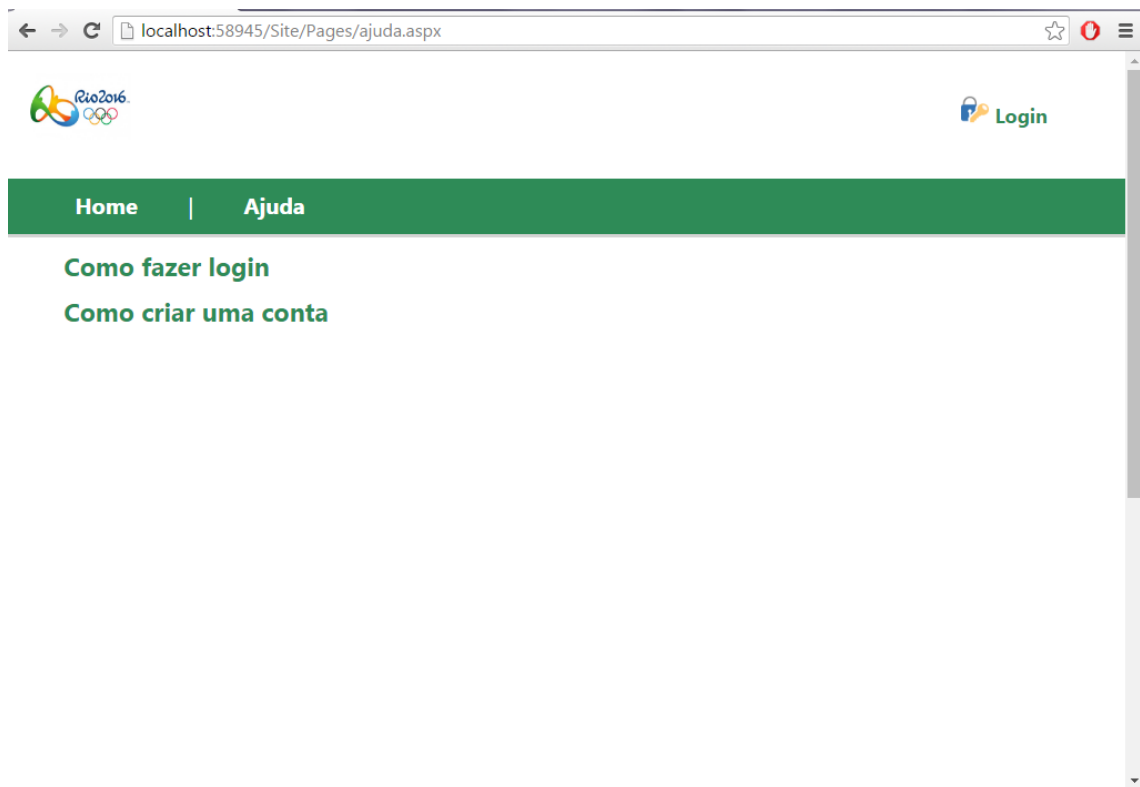 localhost:58945/Site/Pages/ajuda.aspx
Rio2016
Login
Home | Ajuda
Como fazer login
Como criar uma conta